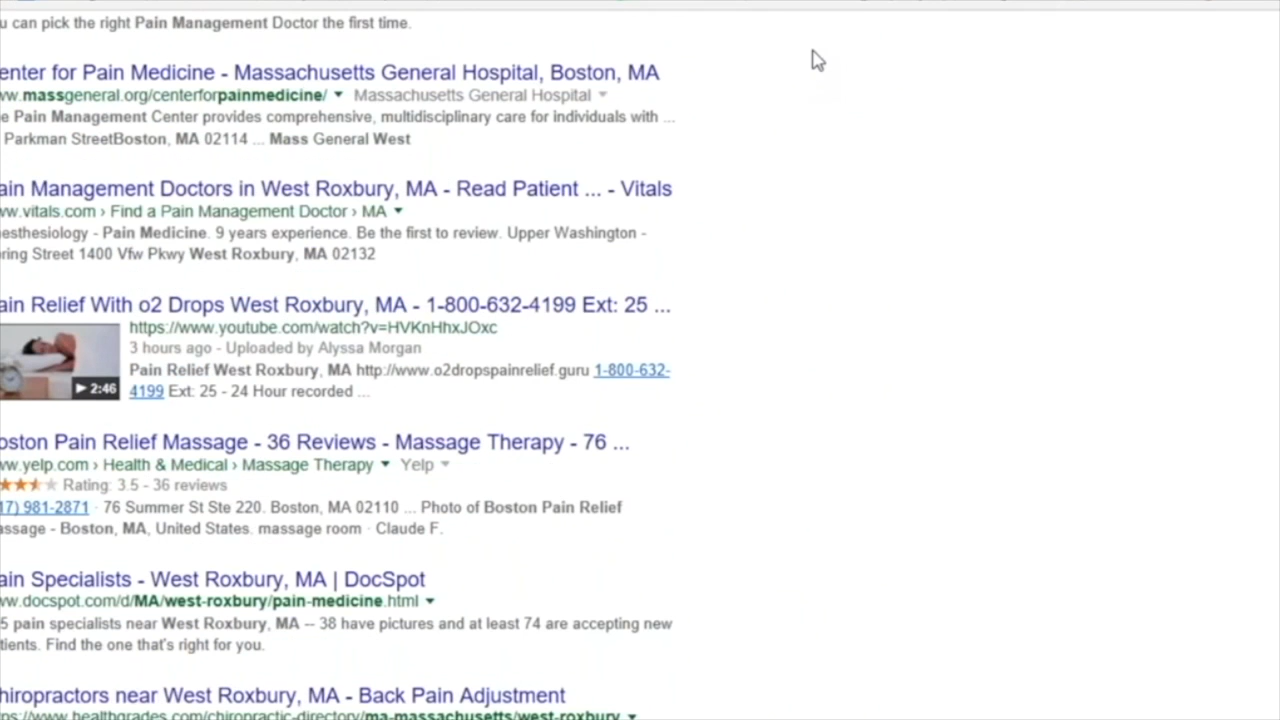 u can pick the right Pain Management Doctor the first time.
enter for Pain Medicine - Massachusetts General Hospital, Boston, MA
ww.massgeneral.org/centerforpainmedicine/ Massachusetts General Hospital
e Pain Management Center provides comprehensive, multidisciplinary care for individuals with ...
Parkman StreetBoston, MA 02114 ... Mass General West
ain Management Doctors in West Roxbury, MA - Read Patient ... - Vitals
ww.vitals.com › Find a Pain Management Doctor › MA
esthesiology - Pain Medicine. 9 years experience. Be the first to review. Upper Washington -
ring Street 1400 Vfw Pkwy West Roxbury, MA 02132
ain Relief With o2 Drops West Roxbury, MA - 1-800-632-4199 Ext: 25 ...
https://www.youtube.com/watch?v=HVKnHhxJOxc
3 hours ago - Uploaded by Alyssa Morgan
Pain Relief West Roxbury, MA http://www.o2dropspainrelief.guru 1-800-632-
4199 Ext: 25 - 24 Hour recorded ...
2:46
oston Pain Relief Massage - 36 Reviews - Massage Therapy - 76 ...
ww.yelp.com › Health & Medical › Massage Therapy Yelp
Rating: 3.5 - 36 reviews
17) 981-2871 · 76 Summer St Ste 220. Boston, MA 02110 ... Photo of Boston Pain Relief
assage - Boston, MA, United States. massage room · Claude F.
ain Specialists - West Roxbury, MA | DocSpot
ww.docspot.com/d/MA/west-roxbury/pain-medicine.html
5 pain specialists near West Roxbury, MA -- 38 have pictures and at least 74 are accepting new
tients. Find the one that's right for you.
hiropractors near West Roxbury, MA - Back Pain Adjustment
ps://www.healthgrades.com/chiropractic-directory/ma-massachusetts/west-roxbury